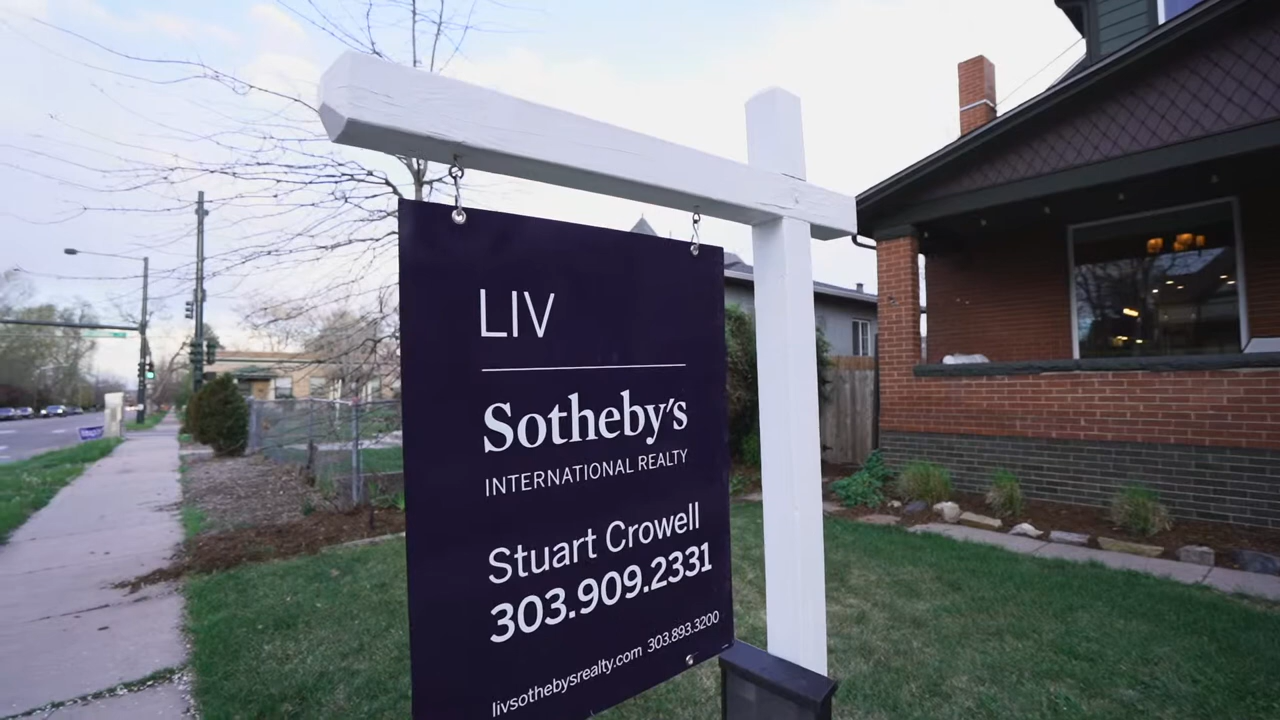 LIV
Sotheby's
INTERNATIONAL REALTY
Stuart Crowell
303.909.2331
livsothebysrealty.com 303.893.3200